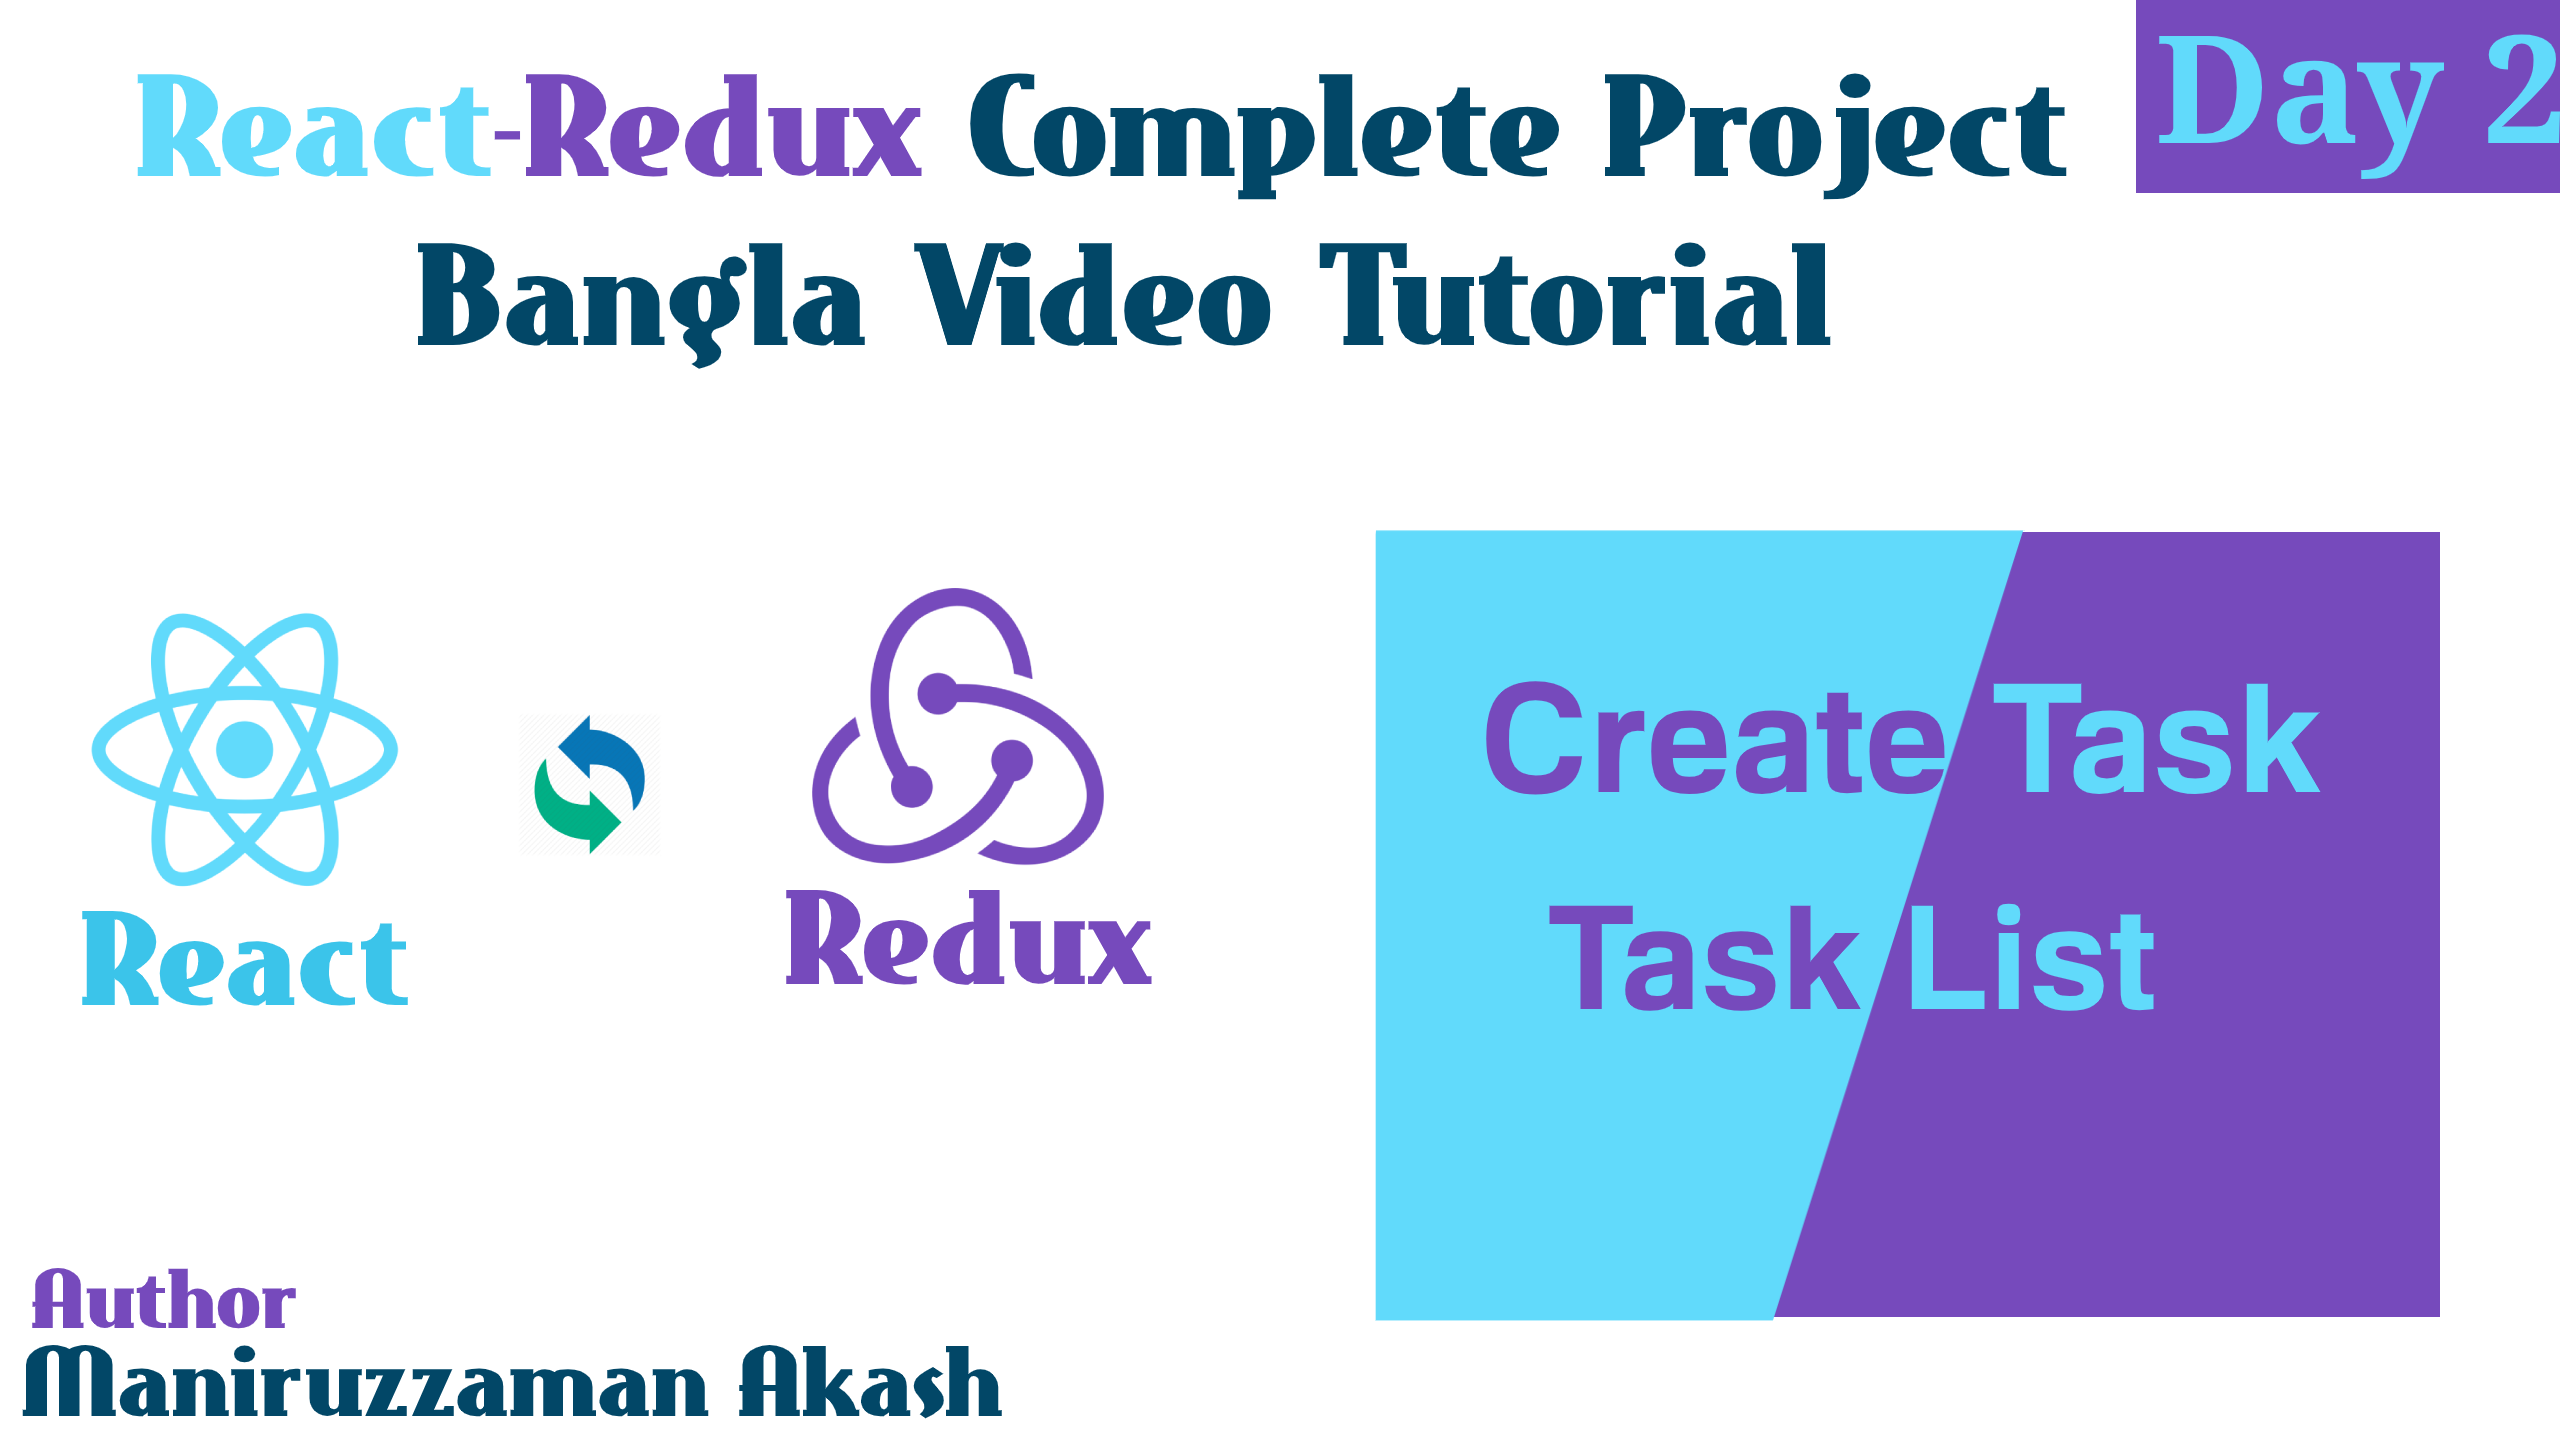 React-Redux Complete Project
Day 2
Bangla Video Tutorial
React
Redux
Create Task
Task List
Author
Maniruzzaman Akash